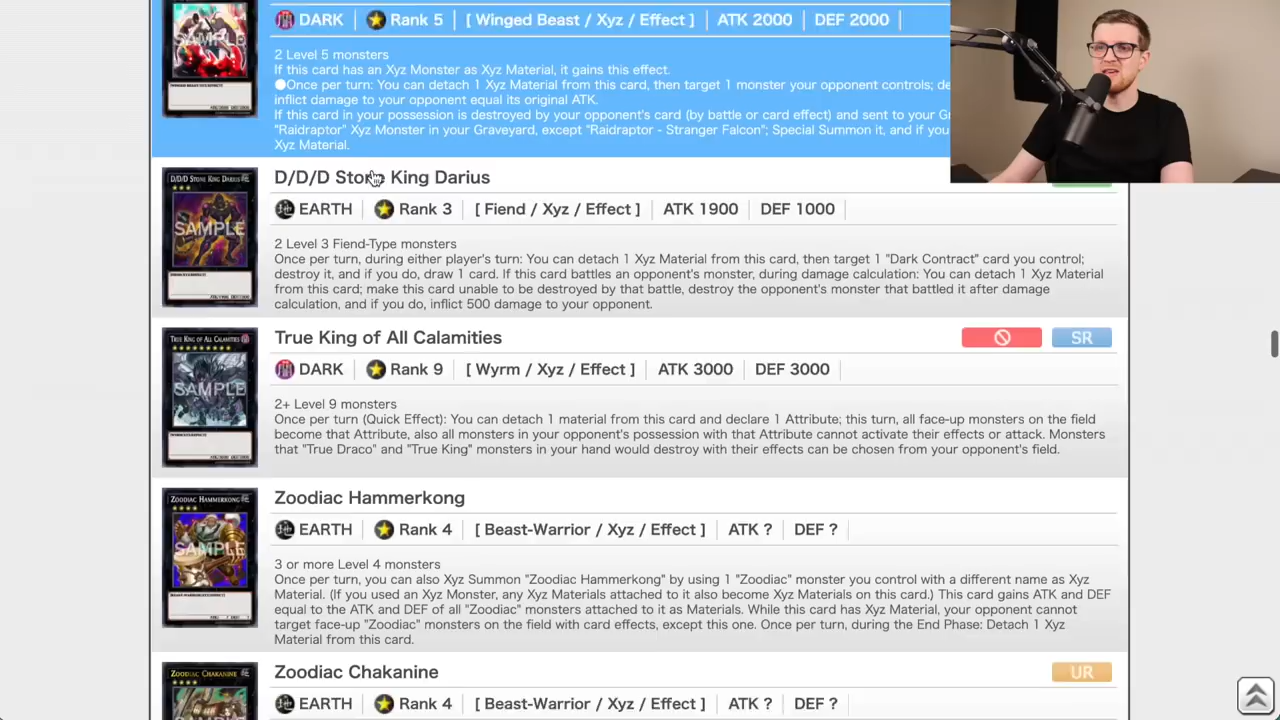 DARK Rank 5 [ Winged Beast / Xyz / Effect ] ATK 2000 DEF 2000
2 Level 5 monsters
If this card has an Xyz Monster as Xyz Material, it gains this effect.
●Once per turn: You can detach 1 Xyz Material from this card, then target 1 monster your opponent controls; de
inflict damage to your opponent equal to its original ATK.
If this card in your possession is destroyed by your opponent's card (by battle or card effect) and sent to your Gr
"Raidraptor" Xyz Monster in your Graveyard, except "Raidraptor - Stranger Falcon"; Special Summon it, and if you
Xyz Material.
D/D/D Stone King Darius
EARTH Rank 3 [ Fiend / Xyz / Effect ] ATK 1900 DEF 1000
2 Level 3 Fiend-Type monsters
Once per turn, during either player's turn: You can detach 1 Xyz Material from this card, then target 1 "Dark Contract" card you control;
destroy it, and if you do, draw 1 card. If this card battles an opponent's monster, during damage calculation: You can detach 1 Xyz Material
from this card; make this card unable to be destroyed by that battle, destroy the opponent's monster that battled it after damage
calculation, and if you do, inflict 500 damage to your opponent.
True King of All Calamities SR
DARK Rank 9 [ Wyrm / Xyz / Effect ] ATK 3000 DEF 3000
2+ Level 9 monsters
Once per turn (Quick Effect): You can detach 1 material from this card and declare 1 Attribute; this turn, all face-up monsters on the field
become that Attribute, also all monsters in your opponent's possession with that Attribute cannot activate their effects or attack. Monsters
that "True Draco" and "True King" monsters in your hand would destroy with their effects can be chosen from your opponent's field.
Zoodiac Hammerkong
EARTH Rank 4 [ Beast-Warrior / Xyz / Effect ] ATK ? DEF ?
3 or more Level 4 monsters
Once per turn, you can also Xyz Summon "Zoodiac Hammerkong" by using 1 "Zoodiac" monster you control with a different name as Xyz
Material. (If you used an Xyz Monster, any Xyz Materials attached to it also become Xyz Materials on this card.) This card gains ATK and DEF
equal to the ATK and DEF of all "Zoodiac" monsters attached to it as Materials. While this card has Xyz Material, your opponent cannot
target face-up "Zoodiac" monsters on the field with card effects, except this one. Once per turn, during the End Phase: Detach 1 Xyz
Material from this card.
Zoodiac Chakanine UR
EARTH Rank 4 [ Beast-Warrior / Xyz / Effect ] ATK ? DEF ?
SAMPLE
D/D/D Stone King Darius
SAMPLE
True King of All Calamities
SAMPLE
Zoodiac Hammerkong
SAMPLE
Zoodiac Chakanine
SAMPLE